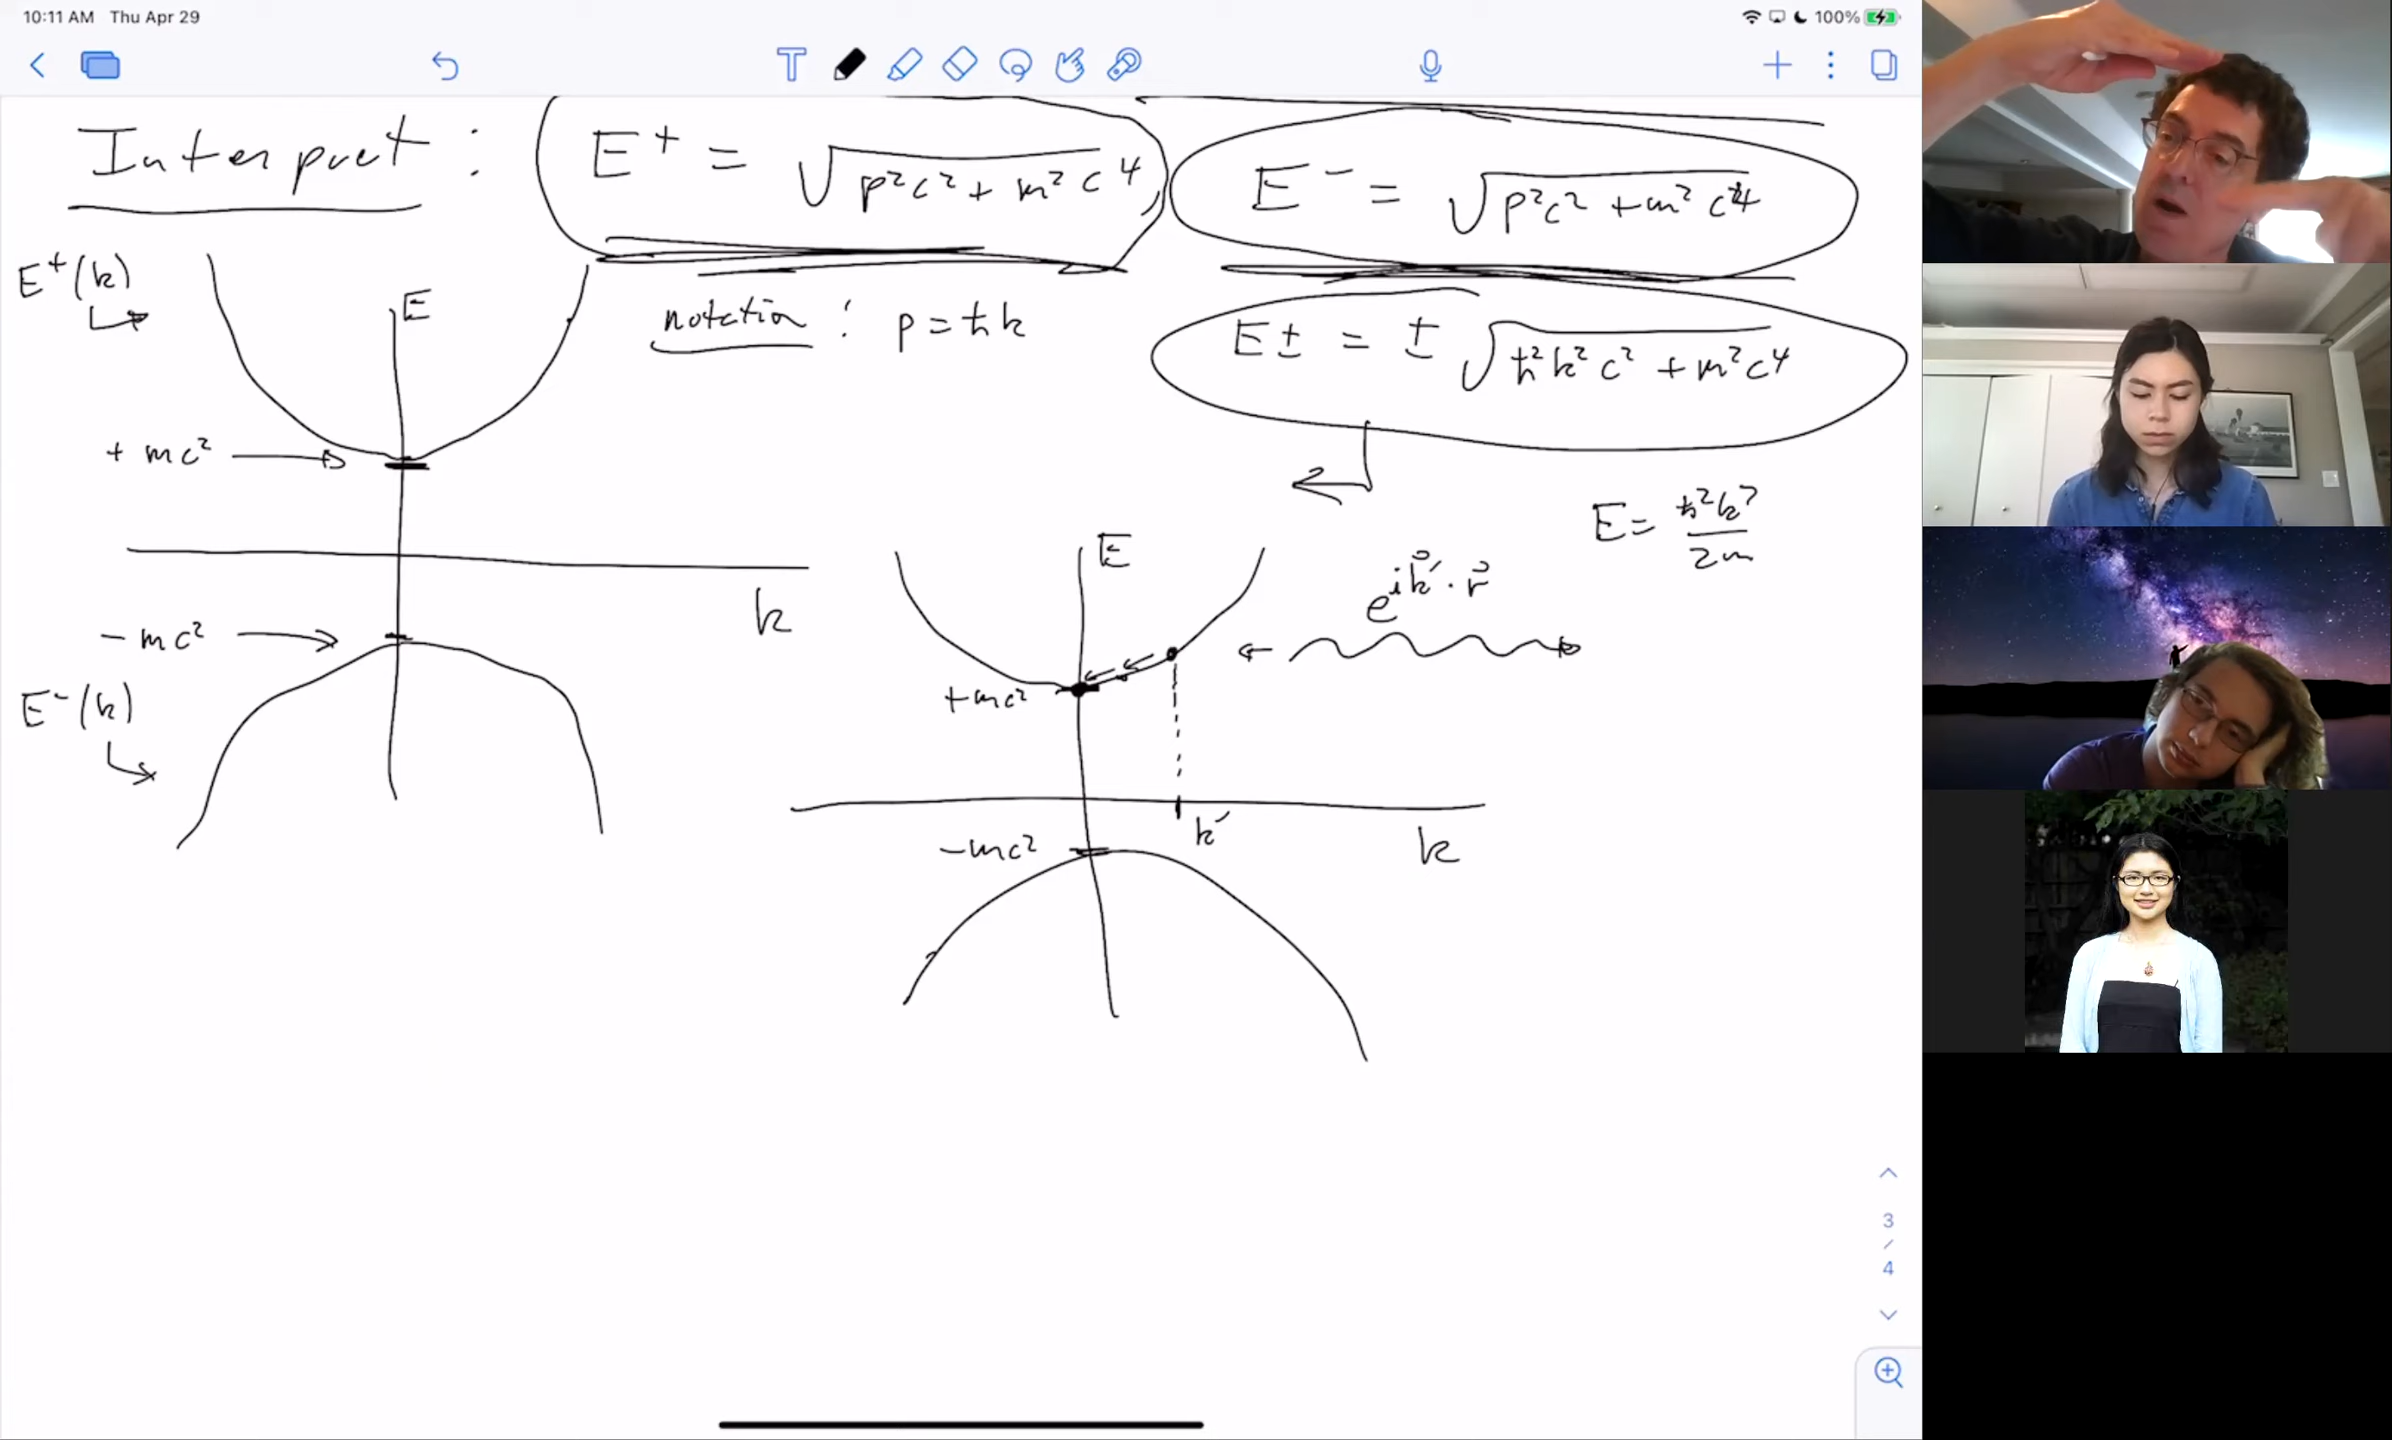 10:11 AM Thu Apr 29
100%
Interpret :
E⁺ = √p²c² + m²c⁴
E⁻ = √p²c² + m²c⁴
E⁺(k)
E
notation : p = ħk
E± = ± √ħ²k²c² + m²c⁴
+ mc²
E = ħ²k²/2m
k
- mc²
E⁻(k)
E
e^{ik⃗′·r⃗}
+mc²
k′
k
-mc²
3
/
4